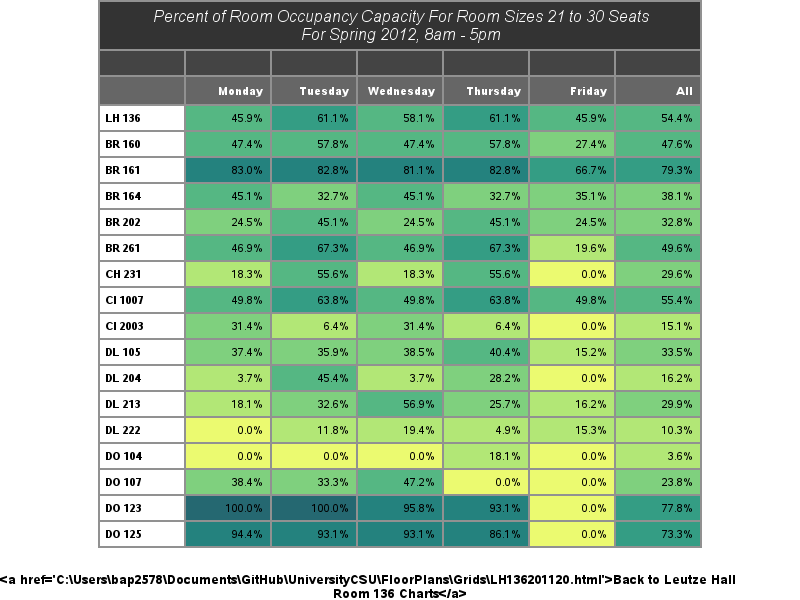 Percent of Room Occupancy Capacity For Room Sizes 21 to 30 Seats
For Spring 2012, 8am - 5pm
Monday Tuesday Wednesday Thursday Friday All
LH 136 45.9% 61.1% 58.1% 61.1% 45.9% 54.4%
BR 160 47.4% 57.8% 47.4% 57.8% 27.4% 47.6%
BR 161 83.0% 82.8% 81.1% 82.8% 66.7% 79.3%
BR 164 45.1% 32.7% 45.1% 32.7% 35.1% 38.1%
BR 202 24.5% 45.1% 24.5% 45.1% 24.5% 32.8%
BR 261 46.9% 67.3% 46.9% 67.3% 19.6% 49.6%
CH 231 18.3% 55.6% 18.3% 55.6% 0.0% 29.6%
CI 1007 49.8% 63.8% 49.8% 63.8% 49.8% 55.4%
CI 2003 31.4% 6.4% 31.4% 6.4% 0.0% 15.1%
DL 105 37.4% 35.9% 38.5% 40.4% 15.2% 33.5%
DL 204 3.7% 45.4% 3.7% 28.2% 0.0% 16.2%
DL 213 18.1% 32.6% 56.9% 25.7% 16.2% 29.9%
DL 222 0.0% 11.8% 19.4% 4.9% 15.3% 10.3%
DO 104 0.0% 0.0% 0.0% 18.1% 0.0% 3.6%
DO 107 38.4% 33.3% 47.2% 0.0% 0.0% 23.8%
DO 123 100.0% 100.0% 95.8% 93.1% 0.0% 77.8%
DO 125 94.4% 93.1% 93.1% 86.1% 0.0% 73.3%
<a href='C:\Users\bap2578\Documents\GitHub\UniversityCSU\FloorPlans\Grids\LH136201120.html'>Back to Leutze Hall
Room 136 Charts</a>